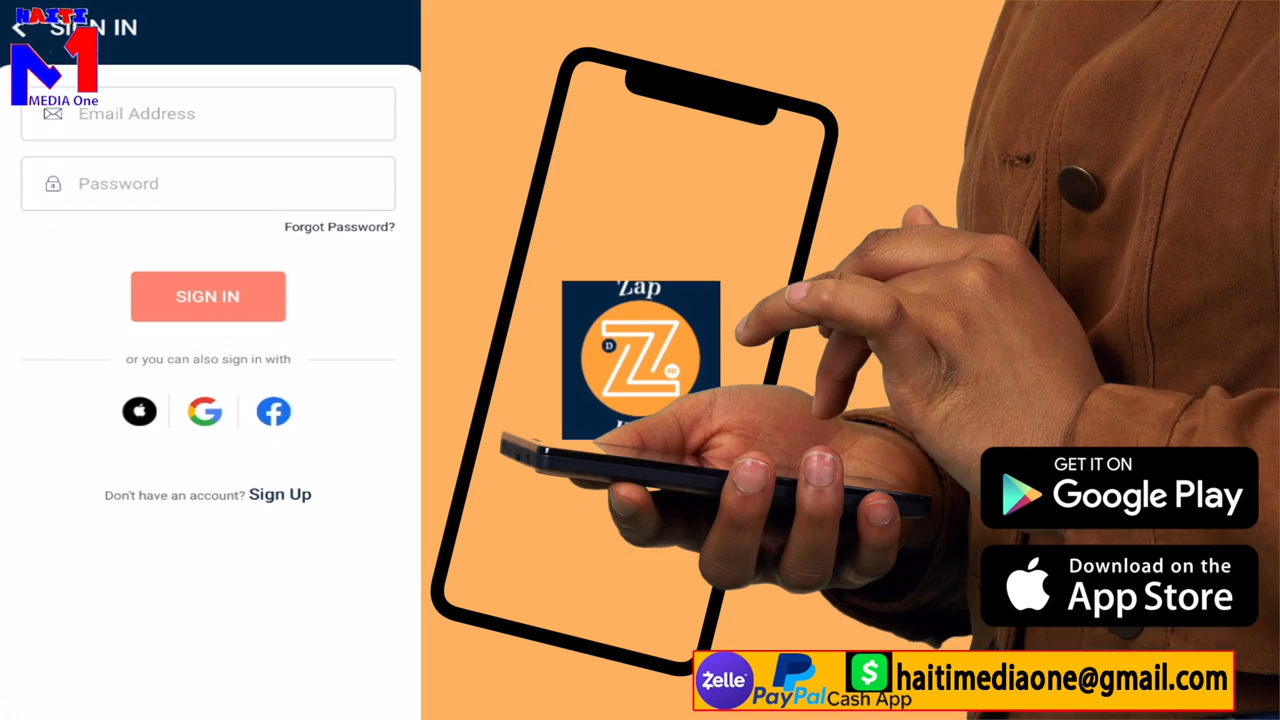 HAITI
SIGN IN
M1
MEDIA One
Email Address
Password
Forgot Password?
SIGN IN
or you can also sign in with
Don't have an account? Sign Up
Zap
D
Z
ap
GET IT ON
Google Play
Download on the
App Store
Zelle
PayPal
$
Cash App
haitimediaone@gmail.com